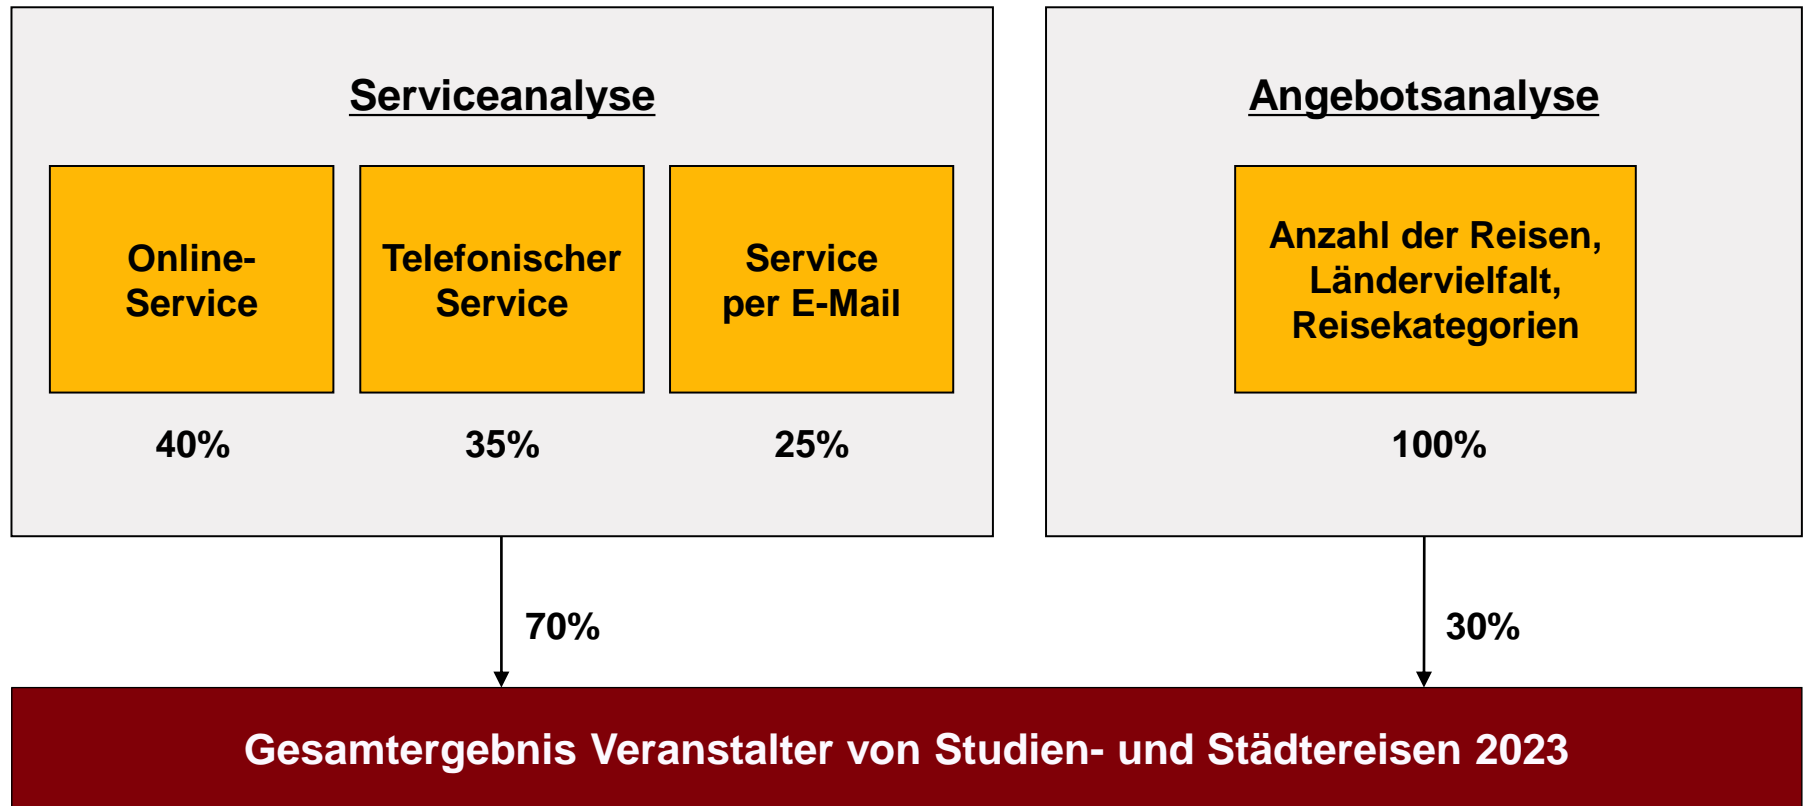 Serviceanalyse
Online-
Service
Telefonischer
Service
Service
per E-Mail
40%
35%
25%
Angebotsanalyse
Anzahl der Reisen,
Ländervielfalt,
Reisekategorien
100%
70%
30%
Gesamtergebnis Veranstalter von Studien- und Städtereisen 2023